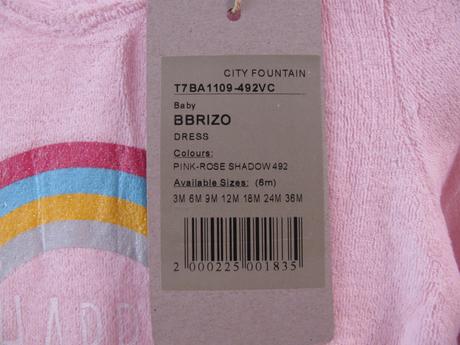 CITY FOUNTAIN
T7BA1109-492VC
Baby
BBRIZO
DRESS
Colours:
PINK-ROSE SHADOW 492
Available Sizes: (6m)
3M 6M 9M 12M 18M 24M 36M
2 000225 001835
HAPP